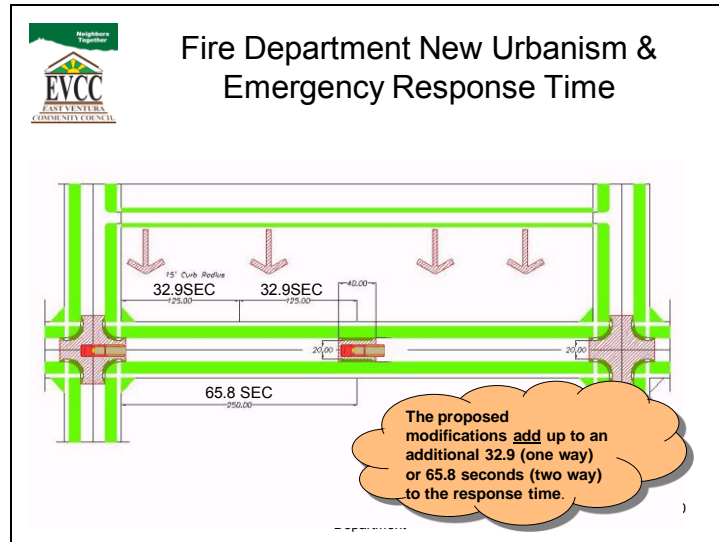 Neighbors
Together
EVCC
EAST VENTURA
COMMUNITY COUNCIL
Fire Department New Urbanism &
Emergency Response Time
15' Curb Radius
32.9SEC
32.9SEC
40.00
125.00
125.00
20.00
20.00
65.8 SEC
250.00
The proposed
modifications add up to an
additional 32.9 (one way)
or 65.8 seconds (two way)
to the response time.
Department